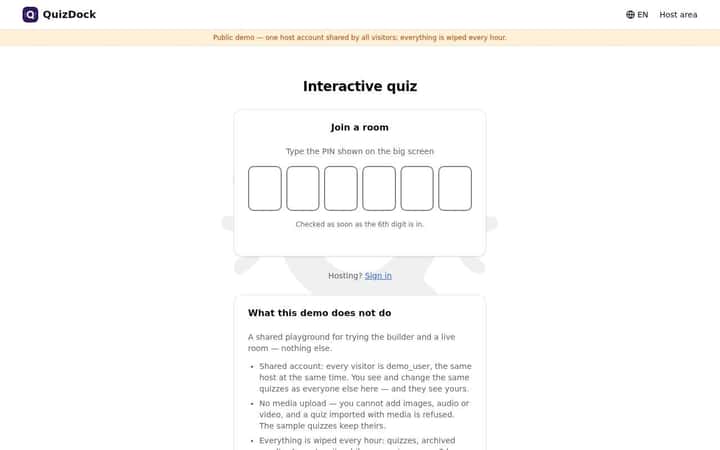 QuizDock
EN
Host area
Public demo — one host account shared by all visitors; everything is wiped every hour.
Interactive quiz
Join a room
Type the PIN shown on the big screen
Checked as soon as the 6th digit is in.
Hosting? Sign in
What this demo does not do
A shared playground for trying the builder and a live
room — nothing else.
• Shared account: every visitor is demo_user, the same
host at the same time. You see and change the same
quizzes as everyone else here — and they see yours.
• No media upload — you cannot add images, audio or
video, and a quiz imported with media is refused.
The sample quizzes keep theirs.
• Everything is wiped every hour: quizzes, archived